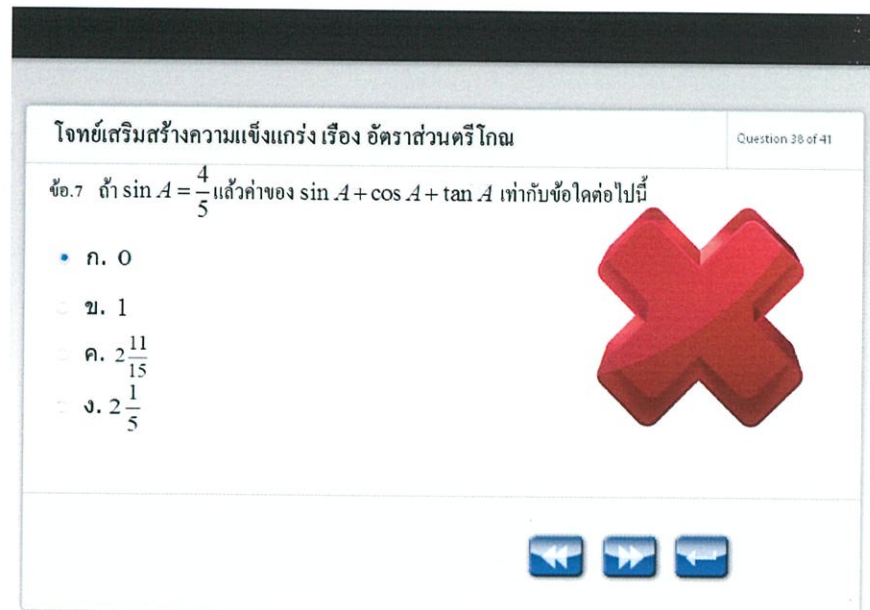 โจทย์เสริมสร้างความแข็งแกร่ง เรื่อง อัตราส่วนตรีโกณ
Question 38 of 41
ข้อ.7 ถ้า sin A = 4/5 แล้วค่าของ sin A + cos A + tan A เท่ากับข้อใดต่อไปนี้
ก. 0
ข. 1
ค. 2 11/15
ง. 2 1/5